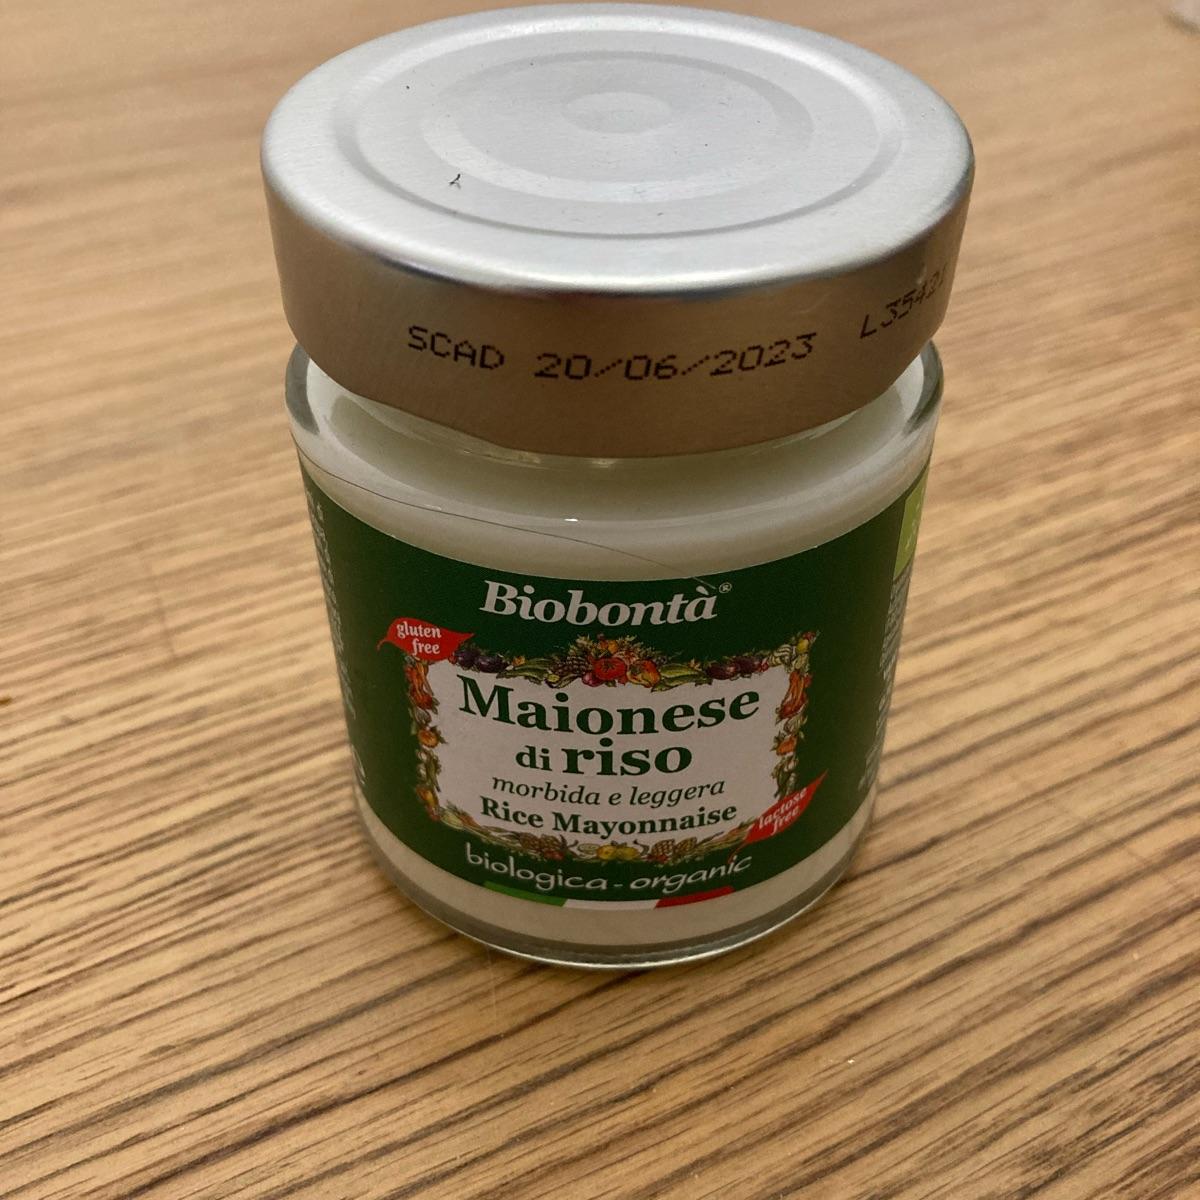 SCAD 20/06/2023
Biobontà®
gluten
free
Maionese
di riso
morbida e leggera
Rice Mayonnaise
lactose
free
biologica - organic